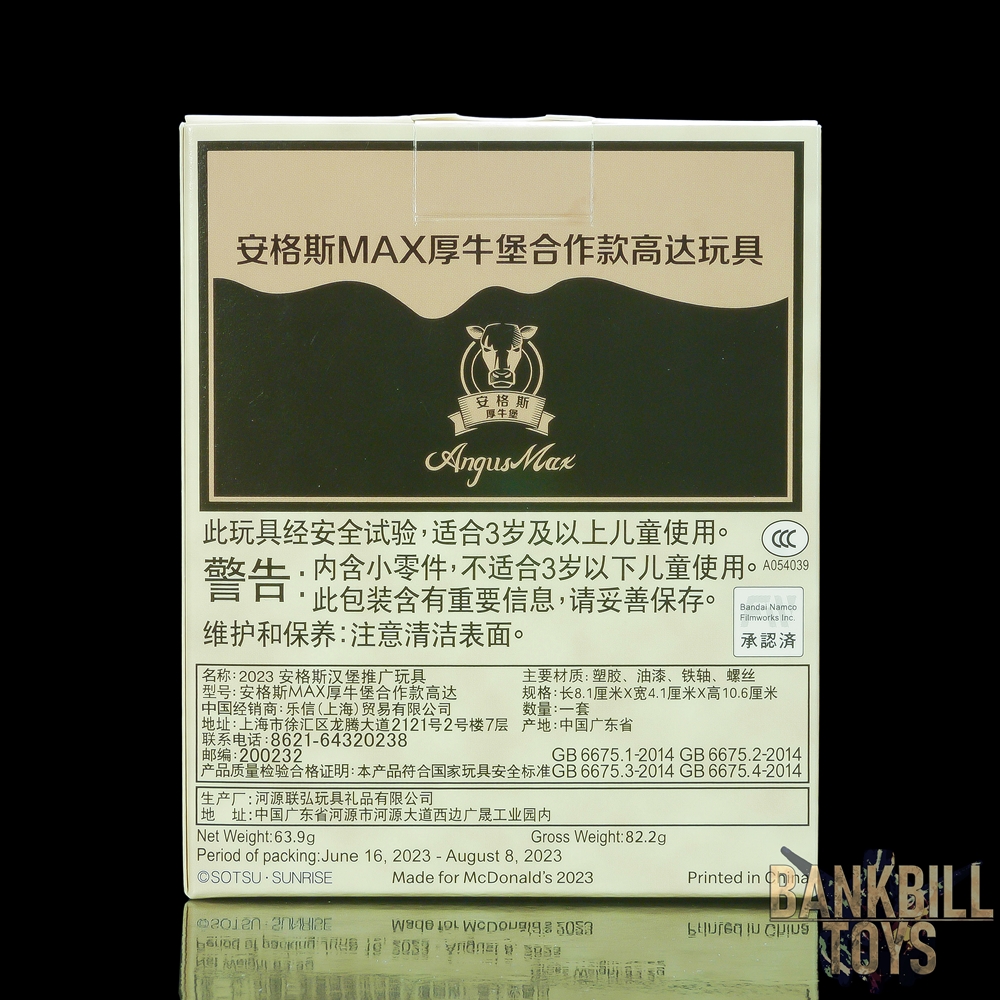 安格斯MAX厚牛堡合作款高达玩具
安格斯
厚牛堡
Angus Max
此玩具经安全试验，适合3岁及以上儿童使用。
CCC
A054039
警告：内含小零件，不适合3岁以下儿童使用。
此包装含有重要信息，请妥善保存。
Bandai Namco
Filmworks Inc.
承認済
维护和保养：注意清洁表面。
名称：2023 安格斯汉堡推广玩具
型号：安格斯MAX厚牛堡合作款高达
中国经销商：乐信（上海）贸易有限公司
地址：上海市徐汇区龙腾大道2121号2号楼7层
联系电话：8621-64320238
邮编：200232
主要材质：塑胶、油漆、铁轴、螺丝
规格：长8.1厘米X宽4.1厘米X高10.6厘米
数量：一套
产地：中国广东省
GB 6675.1-2014 GB 6675.2-2014
产品质量检验合格证明：本产品符合国家玩具安全标准GB 6675.3-2014 GB 6675.4-2014
生产厂：河源联弘玩具礼品有限公司
地 址：中国广东省河源市河源大道西边广晟工业园内
Net Weight:63.9g Gross Weight:82.2g
Period of packing:June 16, 2023 - August 8, 2023
©SOTSU·SUNRISE Made for McDonald's 2023 Printed in China
BANKBILL
TOYS